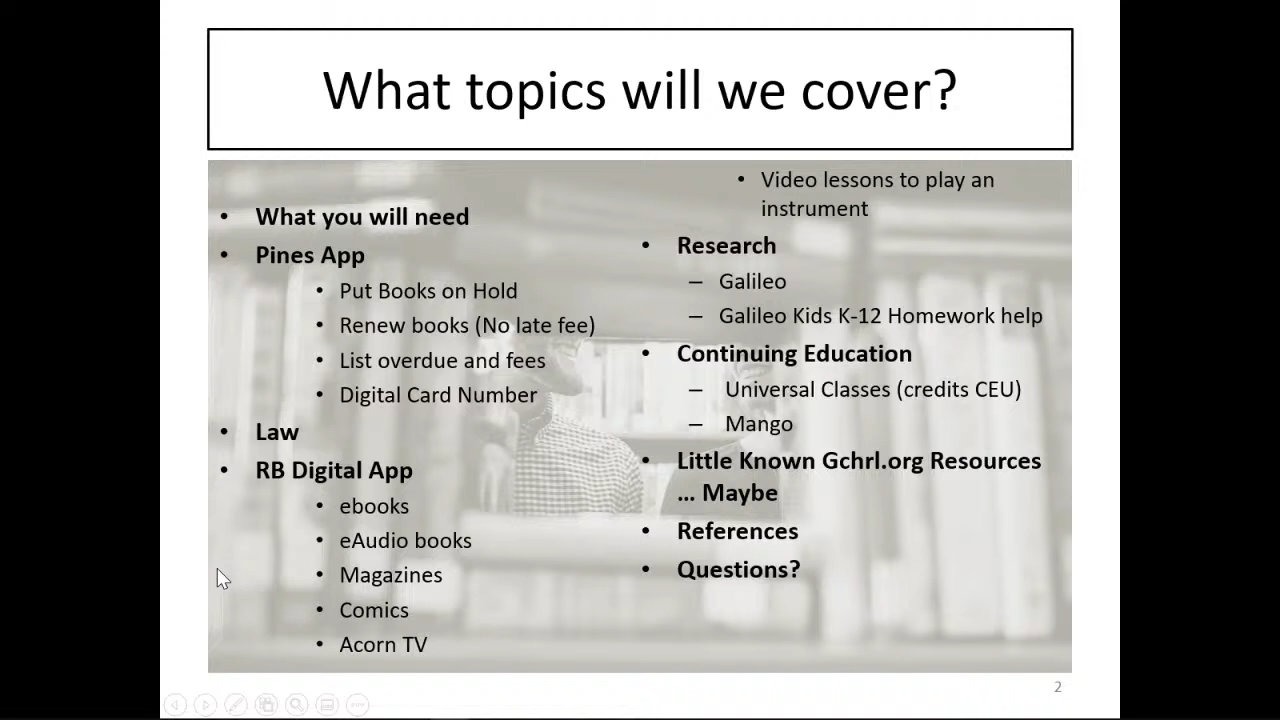 What topics will we cover?
• What you will need
• Pines App
• Put Books on Hold
• Renew books (No late fee)
• List overdue and fees
• Digital Card Number
• Law
• RB Digital App
• ebooks
• eAudio books
• Magazines
• Comics
• Acorn TV
• Video lessons to play an
instrument
• Research
– Galileo
– Galileo Kids K-12 Homework help
• Continuing Education
– Universal Classes (credits CEU)
– Mango
• Little Known Gchrl.org Resources
... Maybe
• References
• Questions?
2